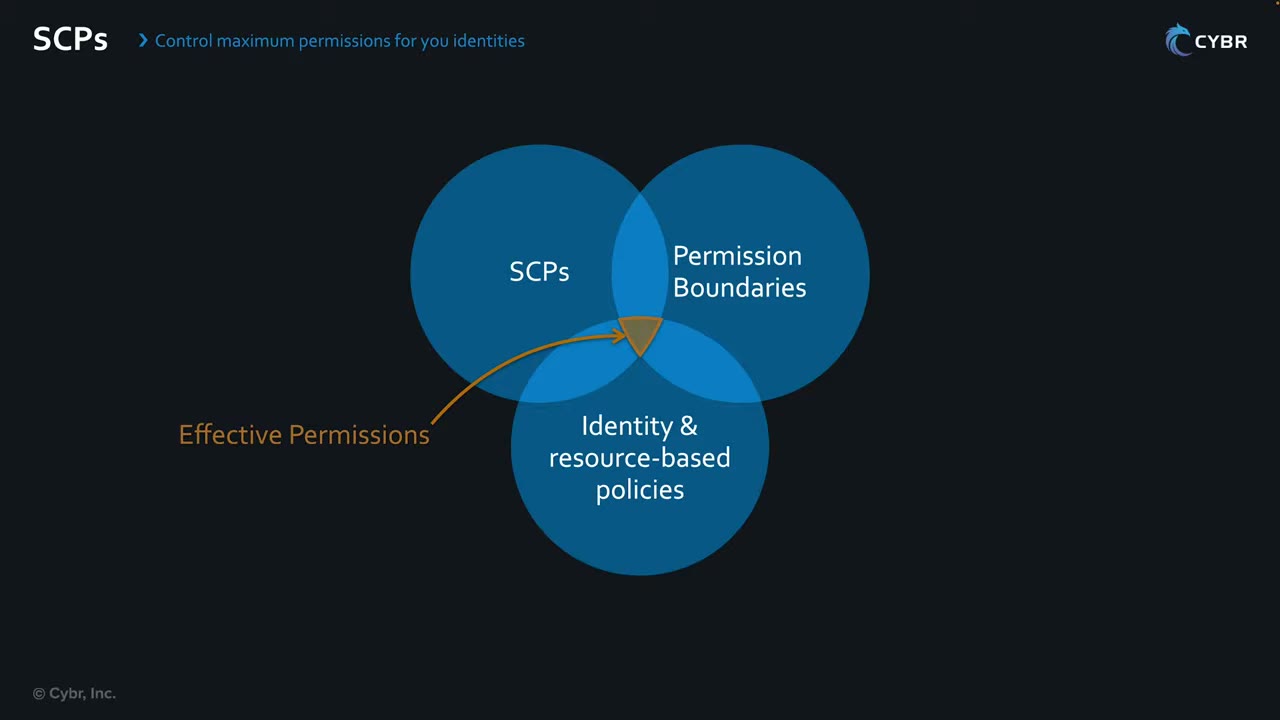 SCPs
❯ Control maximum permissions for you identities
CYBR
SCPs
Permission
Boundaries
Effective Permissions
Identity &
resource-based
policies
© Cybr, Inc.